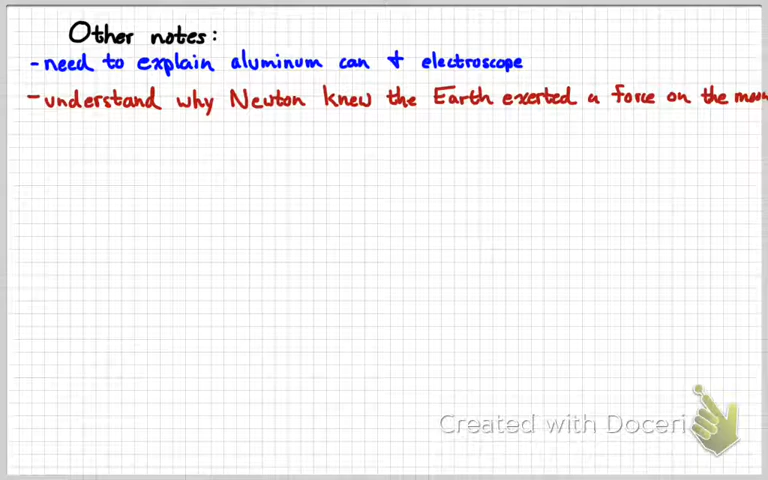 Other notes:
- need to explain aluminum can + electroscope
- understand why Newton knew the Earth exerted a force on the moon
Created with Doceri